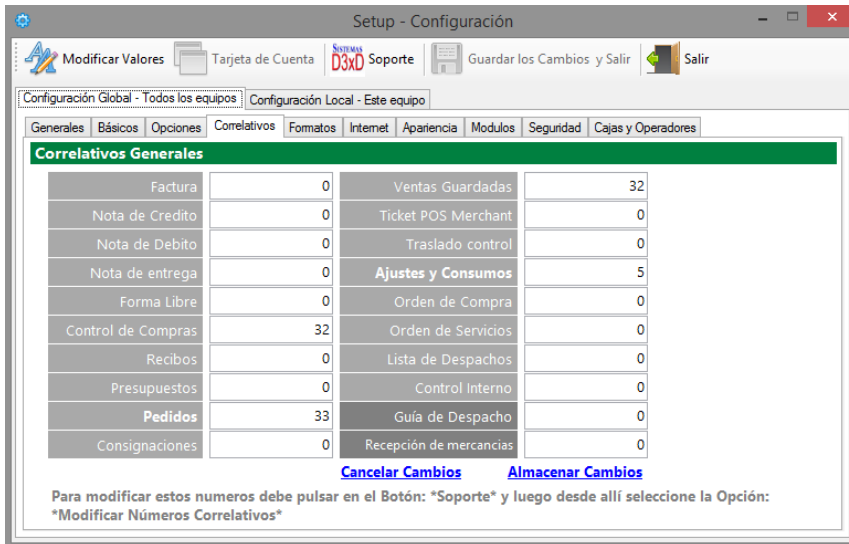 Setup - Configuración
Modificar Valores Tarjeta de Cuenta SISTEMAS D3xD Soporte Guardar los Cambios y Salir Salir
Configuración Global - Todos los equipos Configuración Local - Este equipo
Generales Básicos Opciones Correlativos Formatos Internet Apariencia Modulos Seguridad Cajas y Operadores
Correlativos Generales
Factura 0 Ventas Guardadas 32
Nota de Credito 0 Ticket POS Merchant 0
Nota de Debito 0 Traslado control 0
Nota de entrega 0 Ajustes y Consumos 5
Forma Libre 0 Orden de Compra 0
Control de Compras 32 Orden de Servicios 0
Recibos 0 Lista de Despachos 0
Presupuestos 0 Control Interno 0
Pedidos 33 Guía de Despacho 0
Consignaciones 0 Recepción de mercancias 0
Cancelar Cambios Almacenar Cambios
Para modificar estos numeros debe pulsar en el Botón: *Soporte* y luego desde allí seleccione la Opción:
*Modificar Números Correlativos*